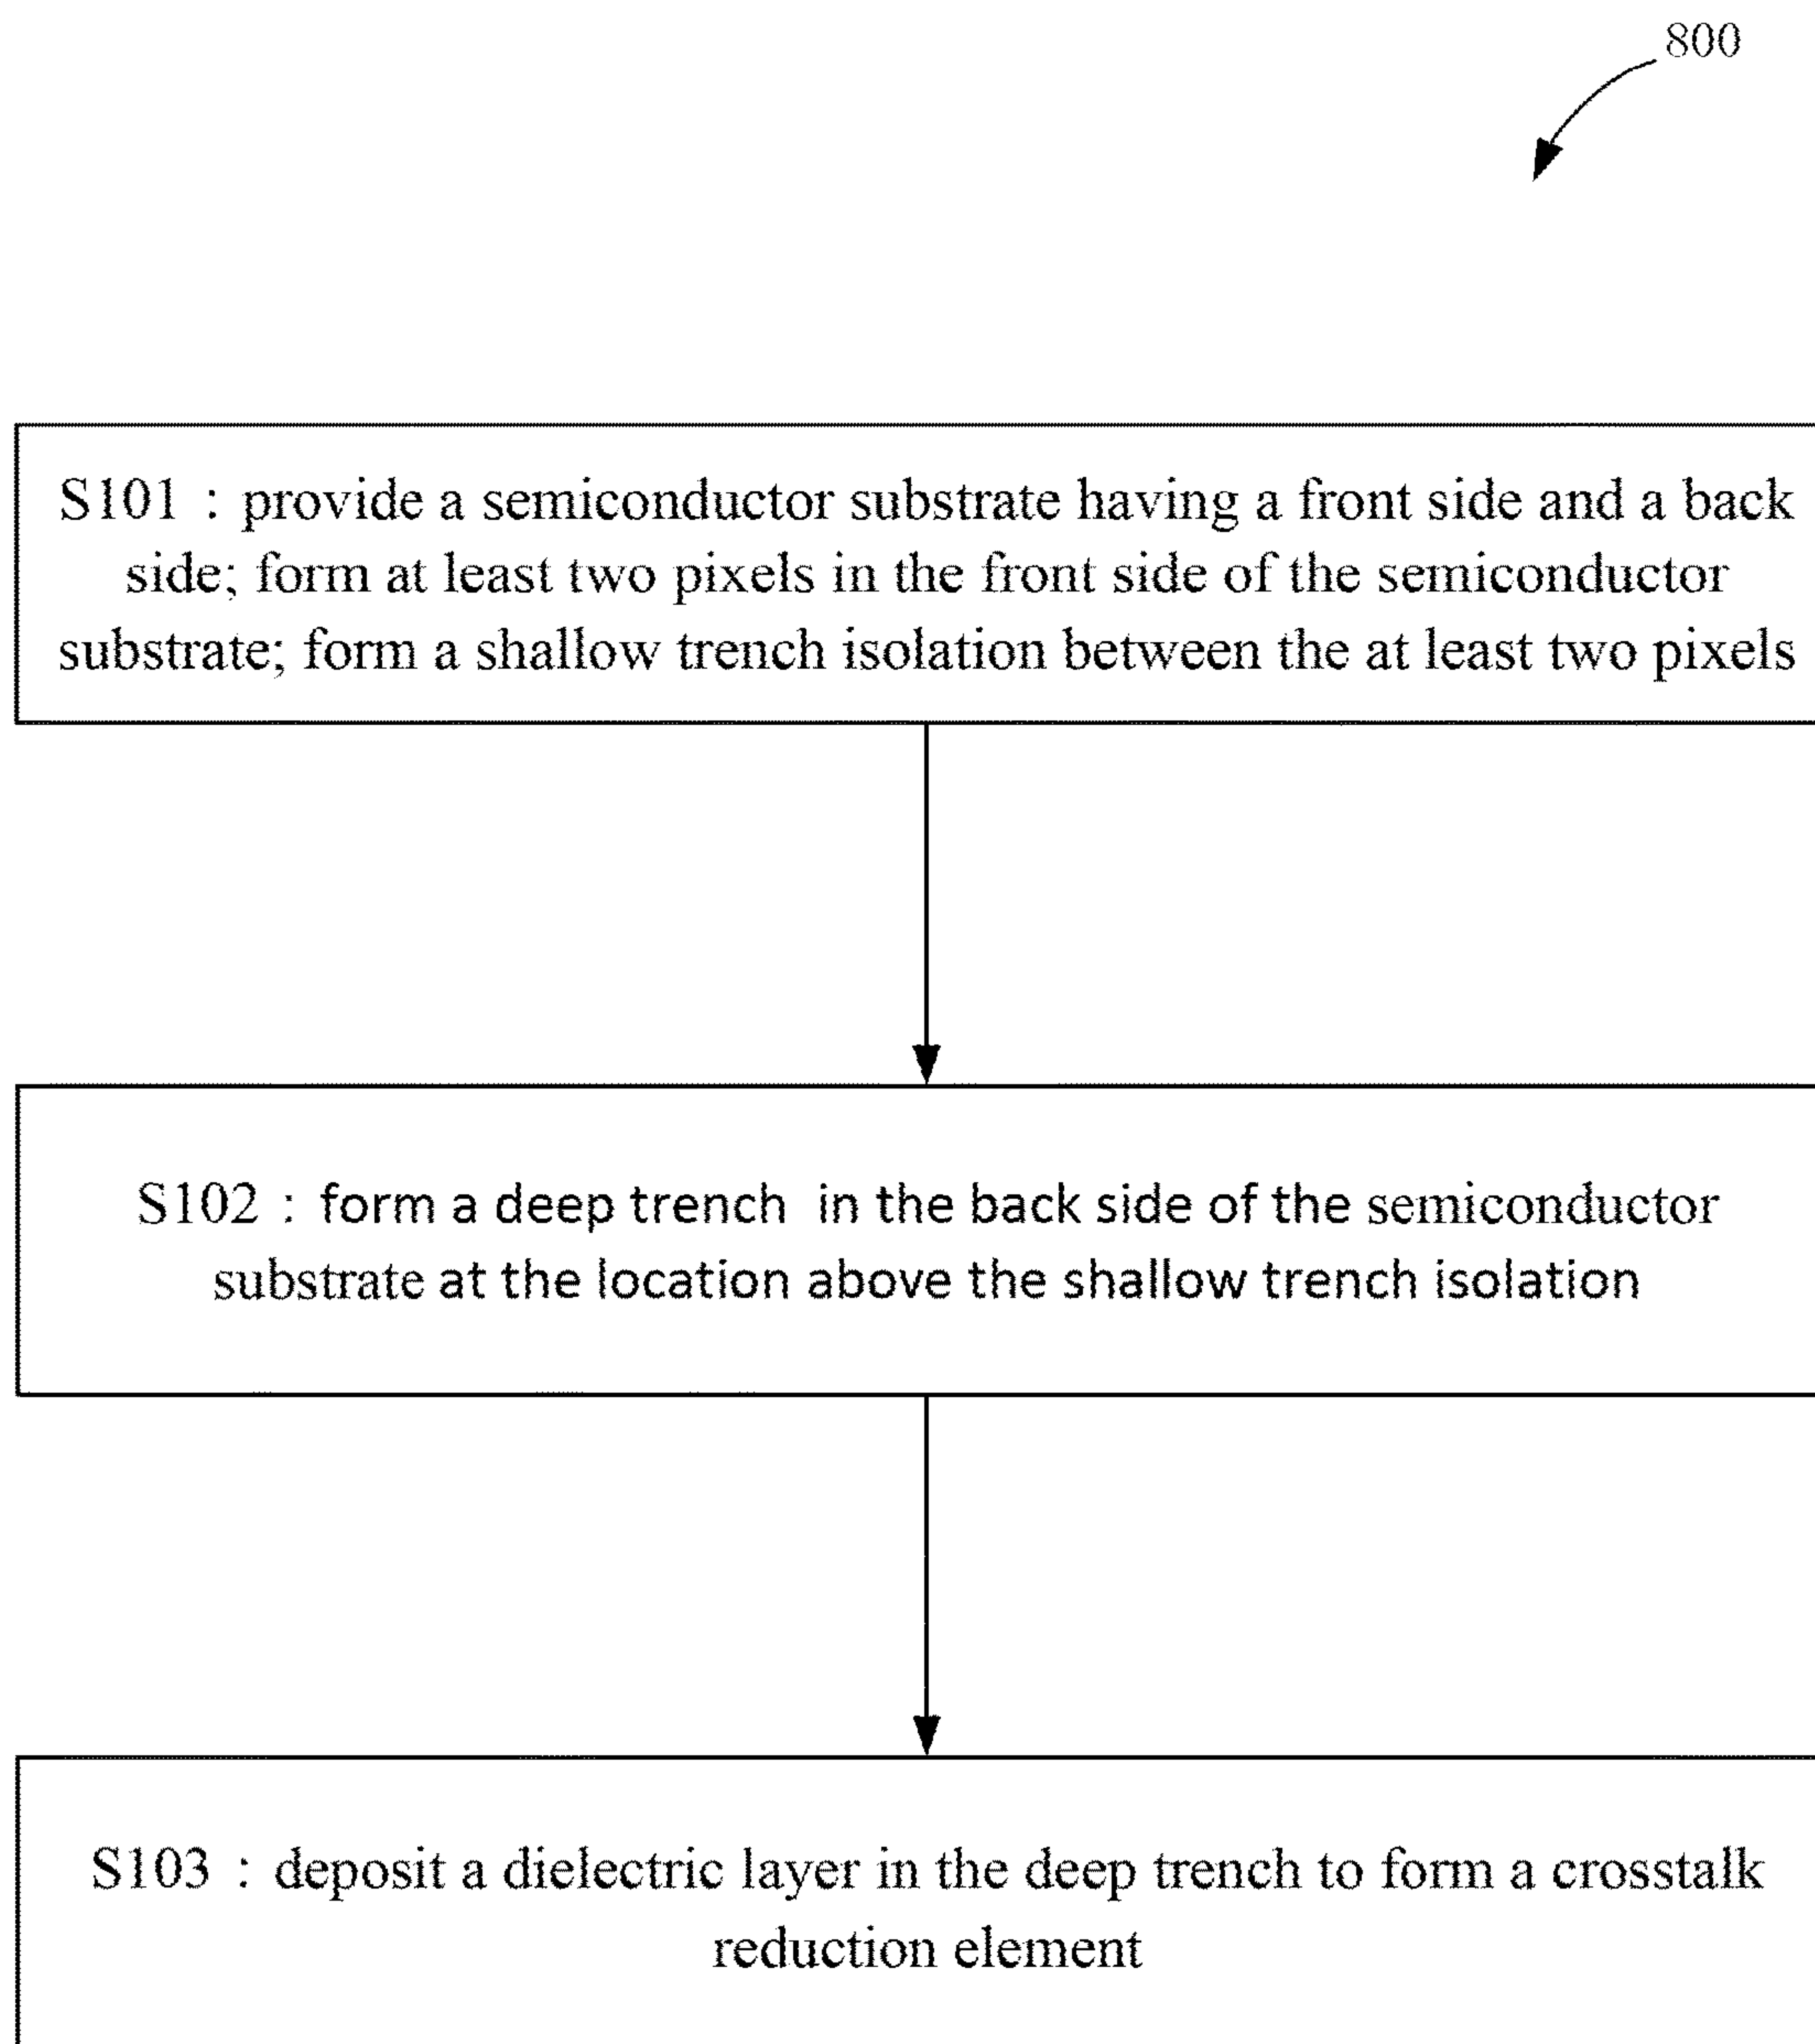 800
S101 : provide a semiconductor substrate having a front side and a back
side; form at least two pixels in the front side of the semiconductor
substrate; form a shallow trench isolation between the at least two pixels
S102 : form a deep trench in the back side of the semiconductor
substrate at the location above the shallow trench isolation
S103 : deposit a dielectric layer in the deep trench to form a crosstalk
reduction element